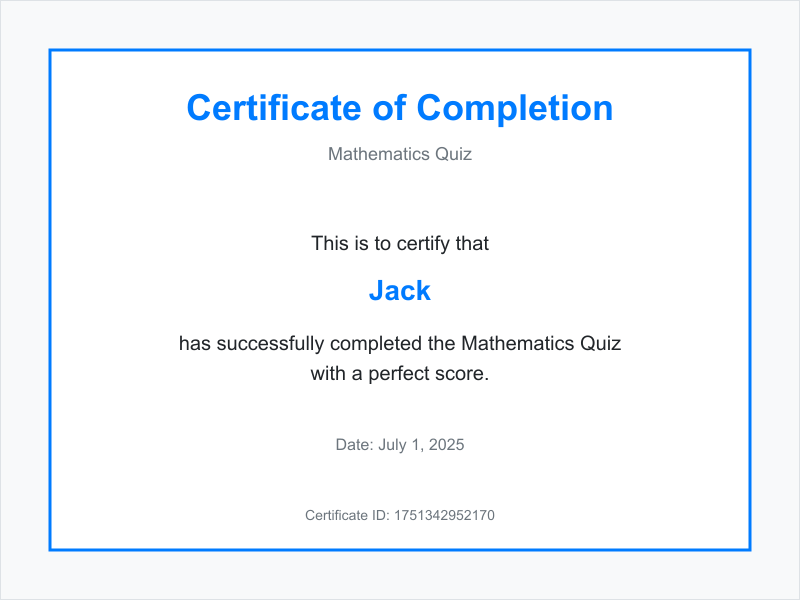 Certificate of Completion
Mathematics Quiz
This is to certify that
Jack
has successfully completed the Mathematics Quiz
with a perfect score.
Date: July 1, 2025
Certificate ID: 1751342952170